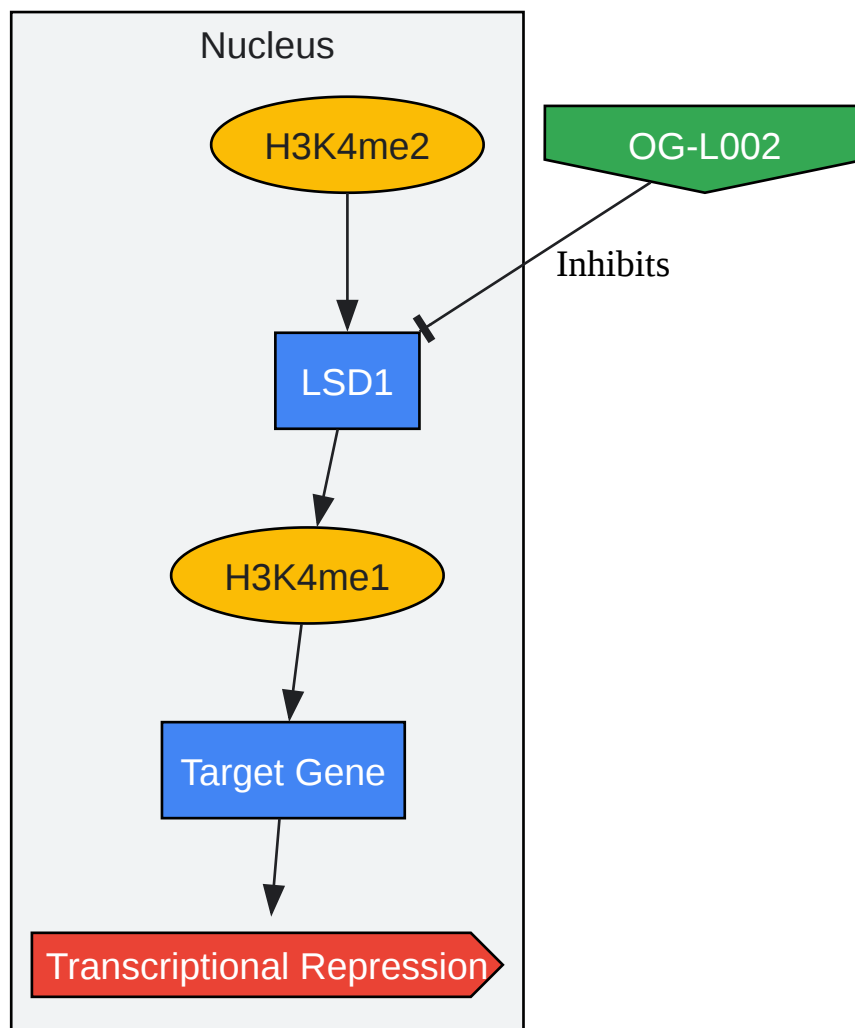 Nucleus
H3K4me2
OG-L002
Inhibits
LSD1
H3K4me1
Target Gene
Transcriptional Repression